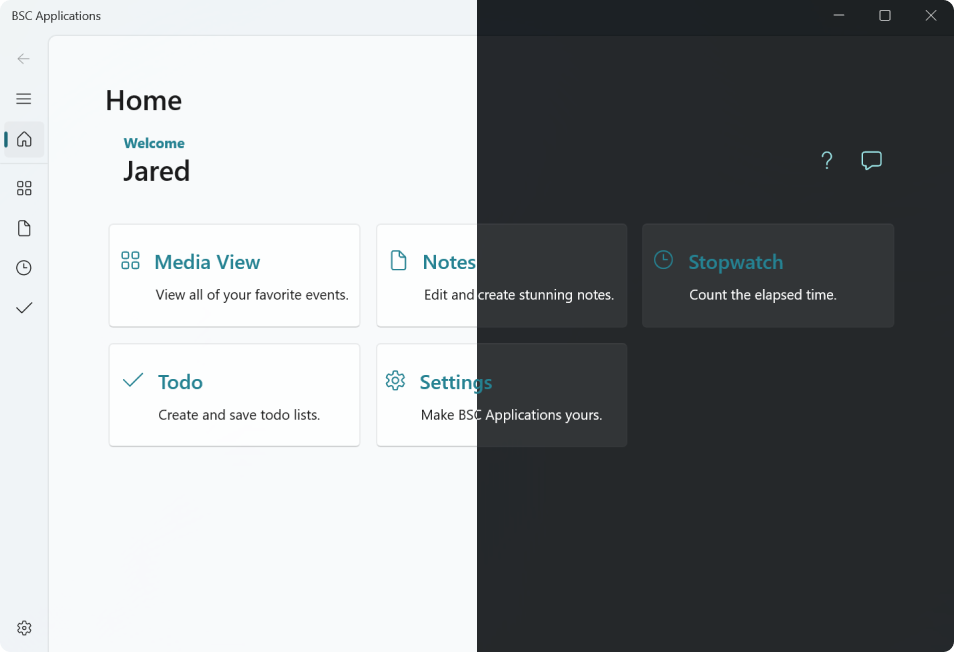 BSC Applications
Home
Welcome
Jared
Media View
View all of your favorite events.
Notes
Edit and create stunning notes.
Stopwatch
Count the elapsed time.
Todo
Create and save todo lists.
Settings
Make BSC Applications yours.